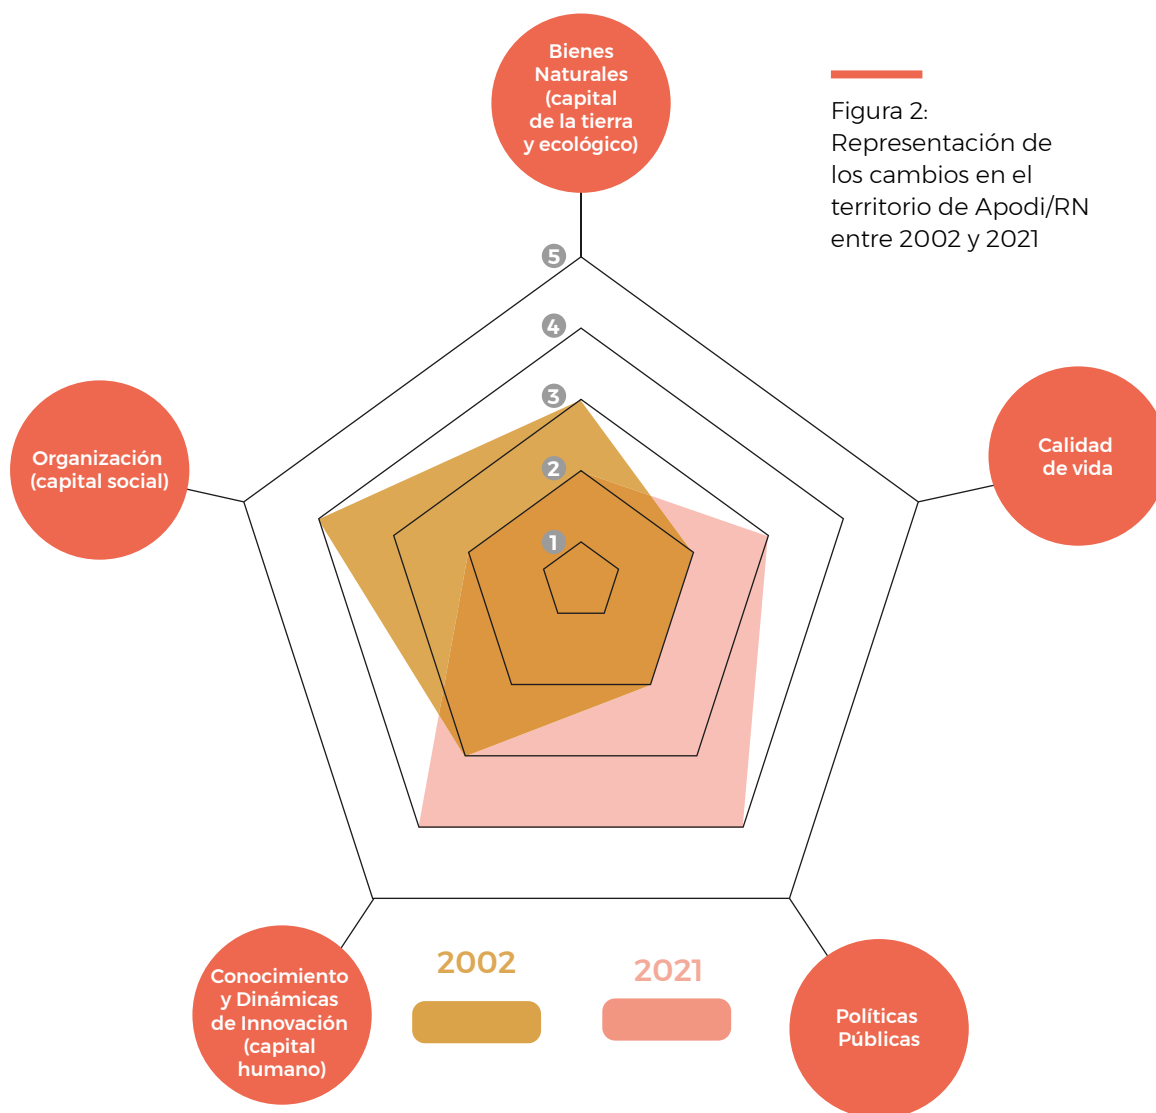 Bienes
Naturales
(capital
de la tierra
y ecológico)
Figura 2:
Representación de
los cambios en el
territorio de Apodi/RN
entre 2002 y 2021
5
4
3
2
1
Organización
(capital social)
Calidad
de vida
Conocimiento
y Dinámicas
de Innovación
(capital
humano)
2002
2021
Políticas
Públicas